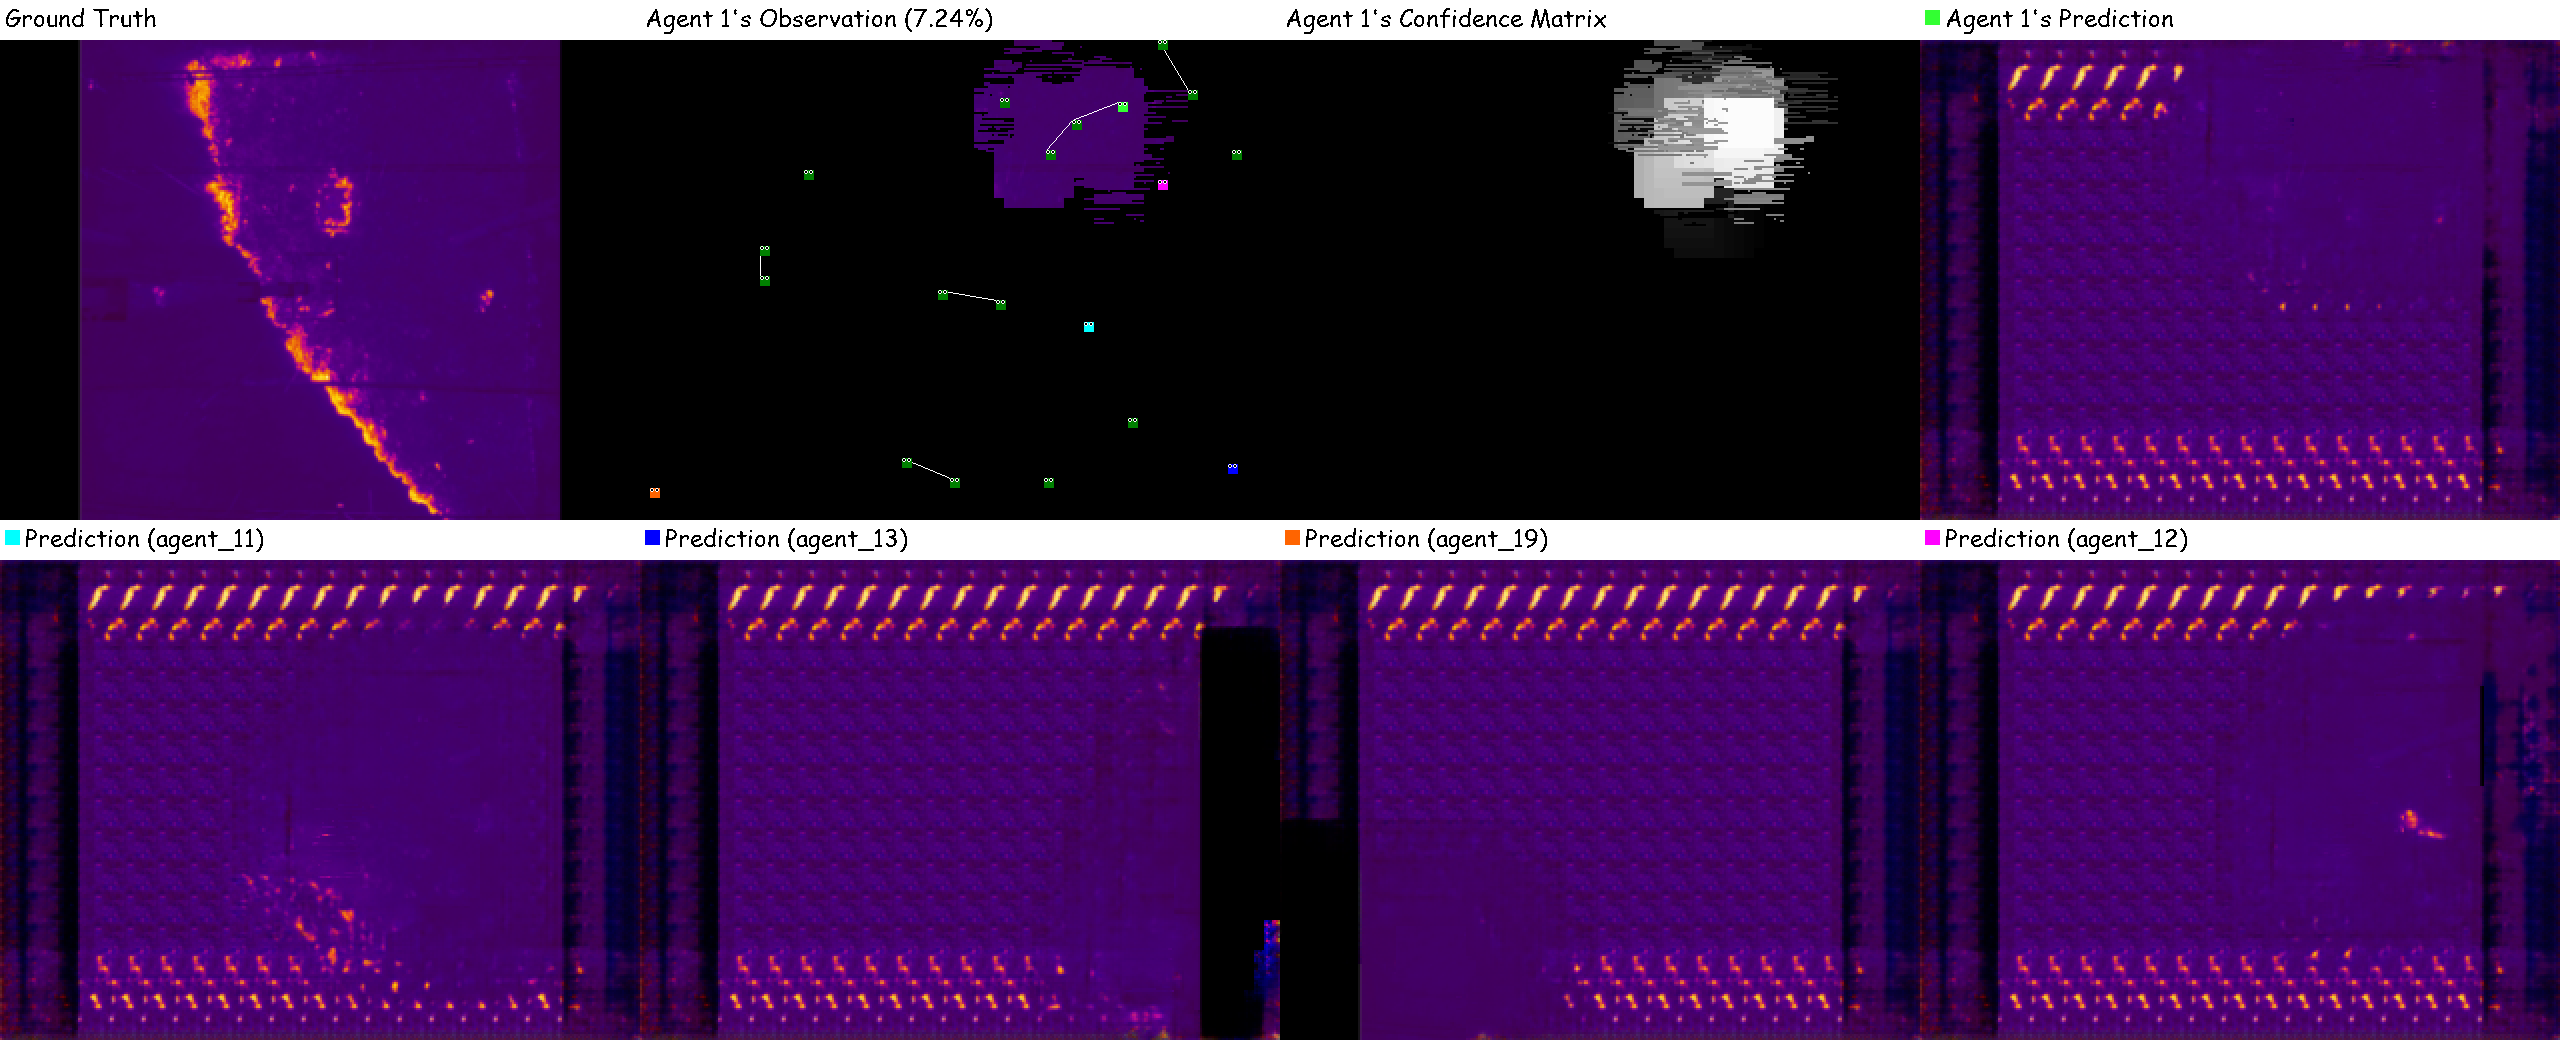 Ground Truth
Agent 1's Observation (7.24%)
Agent 1's Confidence Matrix
Agent 1's Prediction
Prediction (agent_11)
Prediction (agent_13)
Prediction (agent_19)
Prediction (agent_12)